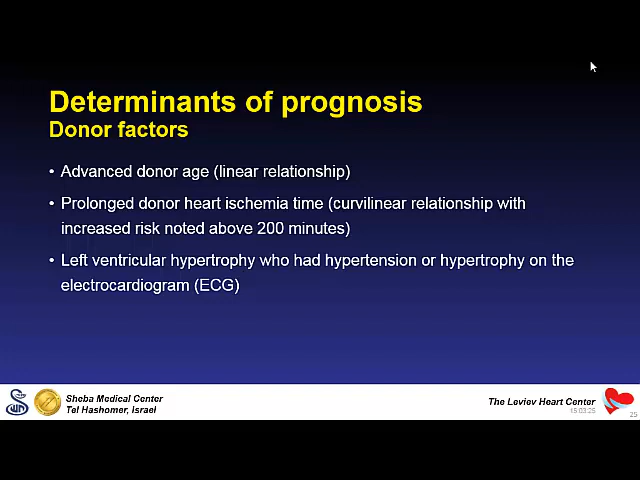 Determinants of prognosis
Donor factors
• Advanced donor age (linear relationship)
• Prolonged donor heart ischemia time (curvilinear relationship with
increased risk noted above 200 minutes)
• Left ventricular hypertrophy who had hypertension or hypertrophy on the
electrocardiogram (ECG)
Sheba Medical Center
Tel Hashomer, Israel
The Leviev Heart Center
15:03:25
25